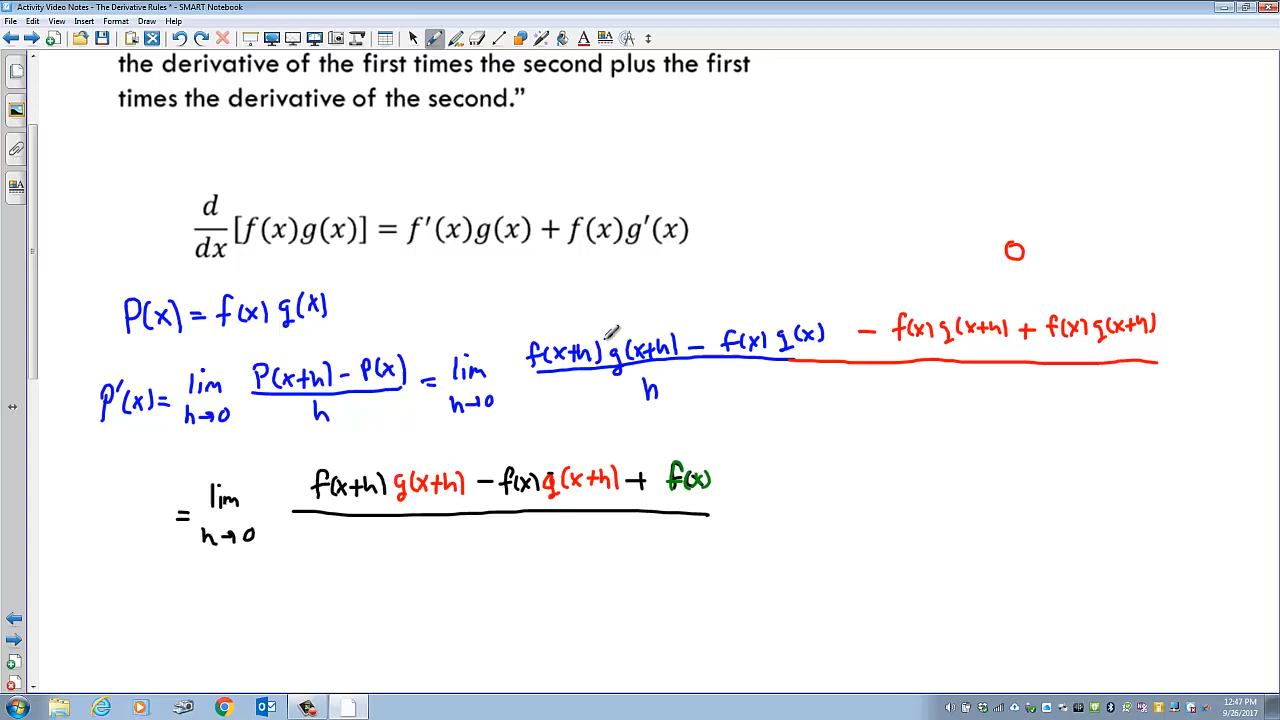 Activity Video Notes - The Derivative Rules * - SMART Notebook
File Edit View Insert Format Draw Help
the derivative of the first times the second plus the first
times the derivative of the second.”
d/dx [f(x)g(x)] = f′(x)g(x) + f(x)g′(x)
0
P(x) = f(x) g(x)
P'(x) = lim h→0 (P(x+h) - P(x))/h = lim h→0 (f(x+h) g(x+h) - f(x) g(x) - f(x) g(x+h) + f(x) g(x+h))/h
= lim h→0 f(x+h) g(x+h) - f(x) g(x+h) + f(x)
12:47 PM
9/26/2017